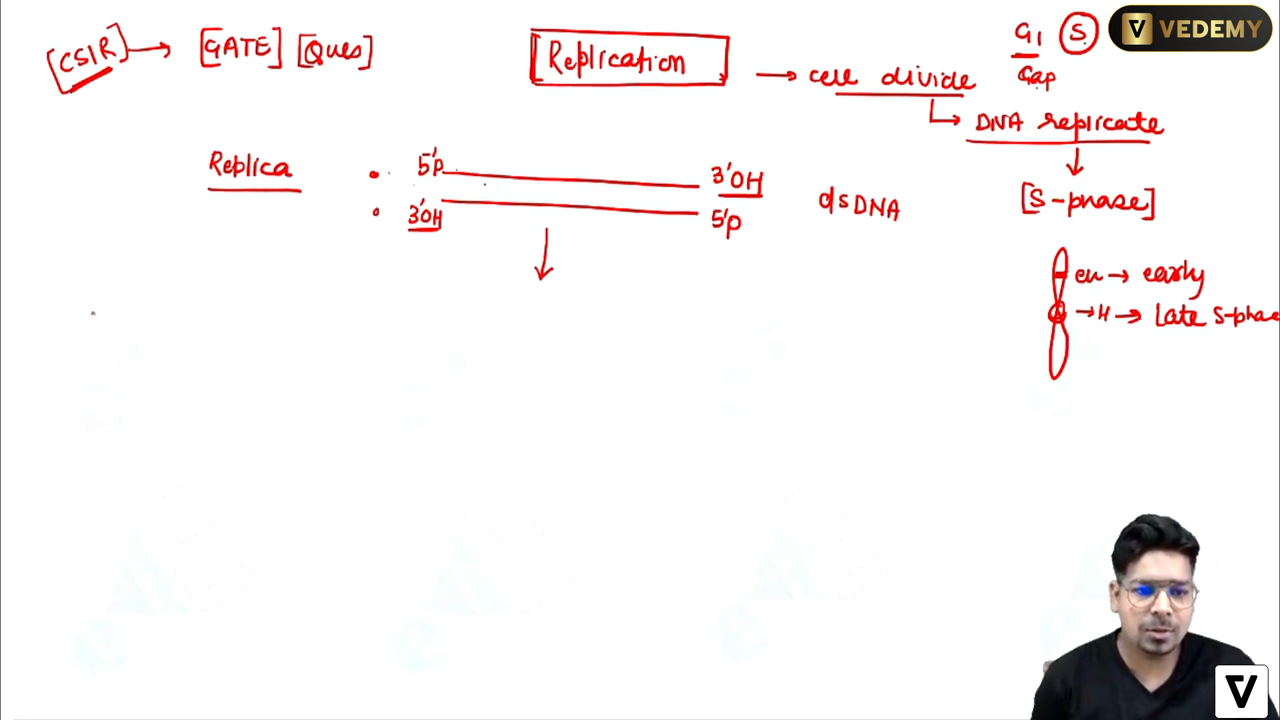 [CSIR] → [GATE] [Ques]
Replication
→ cell divide
G1 S
Gap
VEDEMY
DNA replicate
[S-phase]
Replica
5'P 3'OH
3'OH 5'P
dsDNA
eu → early
→ H → Late S-phase